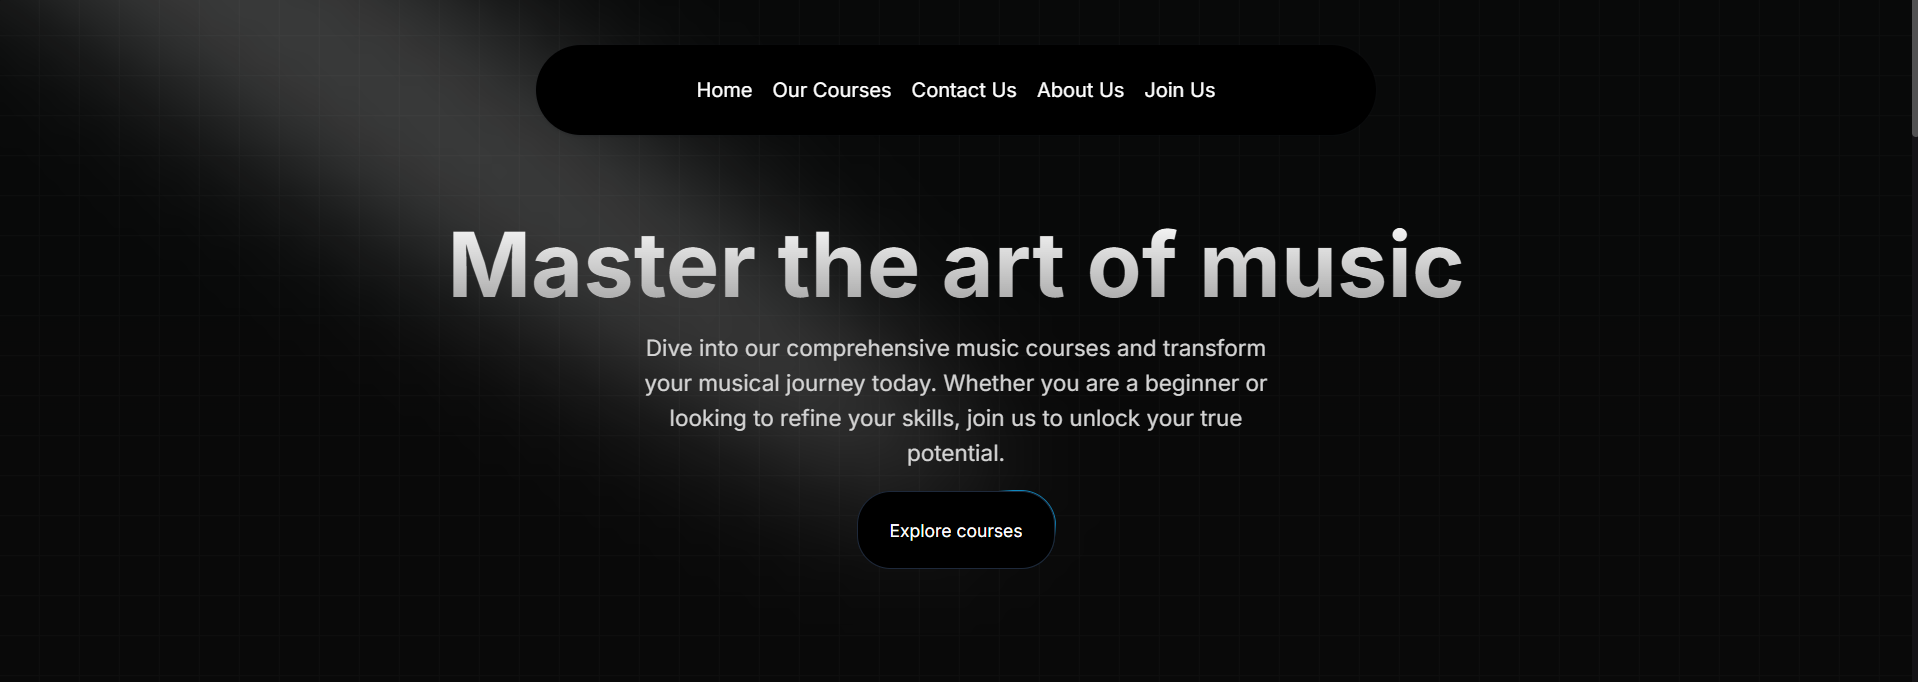 Home Our Courses Contact Us About Us Join Us
Master the art of music
Dive into our comprehensive music courses and transform
your musical journey today. Whether you are a beginner or
looking to refine your skills, join us to unlock your true
potential.
Explore courses